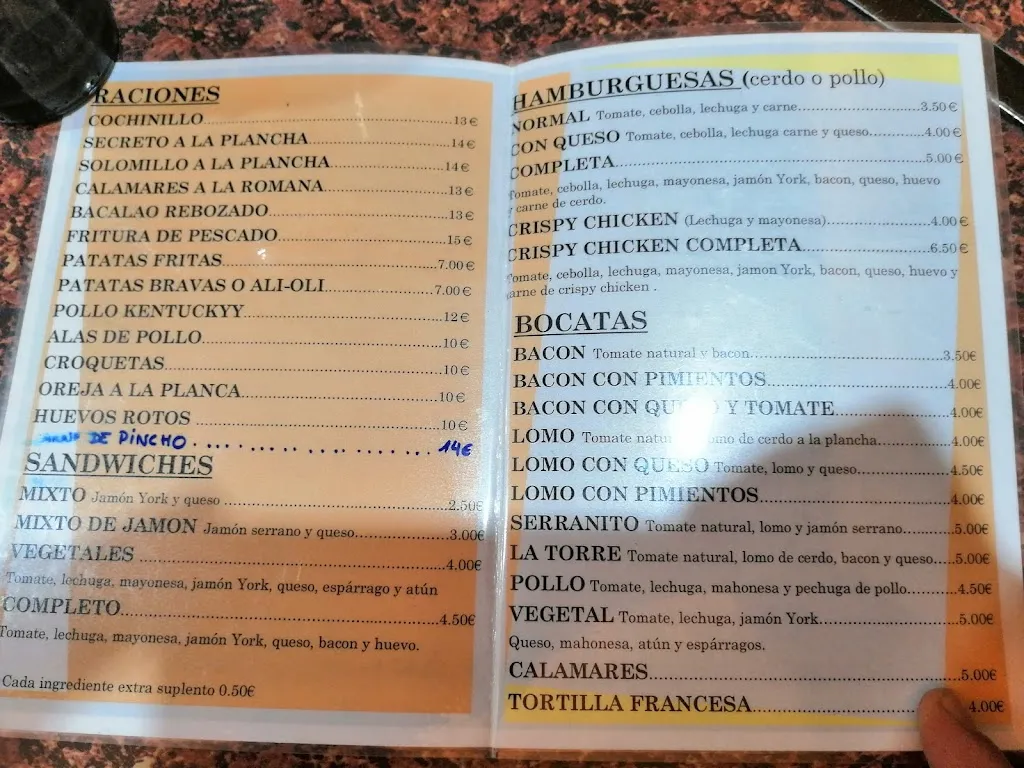 RACIONES
COCHINILLO 13€
SECRETO A LA PLANCHA 14€
SOLOMILLO A LA PLANCHA 14€
CALAMARES A LA ROMANA 13€
BACALAO REBOZADO 13€
FRITURA DE PESCADO 15€
PATATAS FRITAS 7.00€
PATATAS BRAVAS O ALI-OLI 7.00€
POLLO KENTUCKYY 12€
ALAS DE POLLO 10€
CROQUETAS 10€
OREJA A LA PLANCA 10€
HUEVOS ROTOS 10€
DE PINCHO 14€
SANDWICHES
MIXTO Jamón York y queso 2.50€
MIXTO DE JAMON Jamón serrano y queso 3.00€
VEGETALES 4.00€
Tomate, lechuga, mayonesa, jamón York, queso, espárrago y atún
COMPLETO 4.50€
Tomate, lechuga, mayonesa, jamón York, queso, bacon y huevo.
Cada ingrediente extra suplento 0.50€
HAMBURGUESAS (cerdo o pollo)
NORMAL Tomate, cebolla, lechuga y carne 3.50€
CON QUESO Tomate, cebolla, lechuga carne y queso 4.00€
COMPLETA 5.00€
Tomate, cebolla, lechuga, mayonesa, jamón York, bacon, queso, huevo
y carne de cerdo.
CRISPY CHICKEN (Lechuga y mayonesa) 4.00€
CRISPY CHICKEN COMPLETA 6.50€
Tomate, cebolla, lechuga, mayonesa, jamon York, bacon, queso, huevo y
carne de crispy chicken .
BOCATAS
BACON Tomate natural y bacon 3.50€
BACON CON PIMIENTOS 4.00€
BACON CON QUESO Y TOMATE 4.00€
LOMO Tomate natural lomo de cerdo a la plancha 4.00€
LOMO CON QUESO Tomate, lomo y queso 4.50€
LOMO CON PIMIENTOS 4.00€
SERRANITO Tomate natural, lomo y jamón serrano 5.00€
LA TORRE Tomate natural, lomo de cerdo, bacon y queso 5.00€
POLLO Tomate, lechuga, mahonesa y pechuga de pollo 4.50€
VEGETAL Tomate, lechuga, jamón York 5.00€
Queso, mahonesa, atún y espárragos.
CALAMARES 5.00€
TORTILLA FRANCESA 4.00€